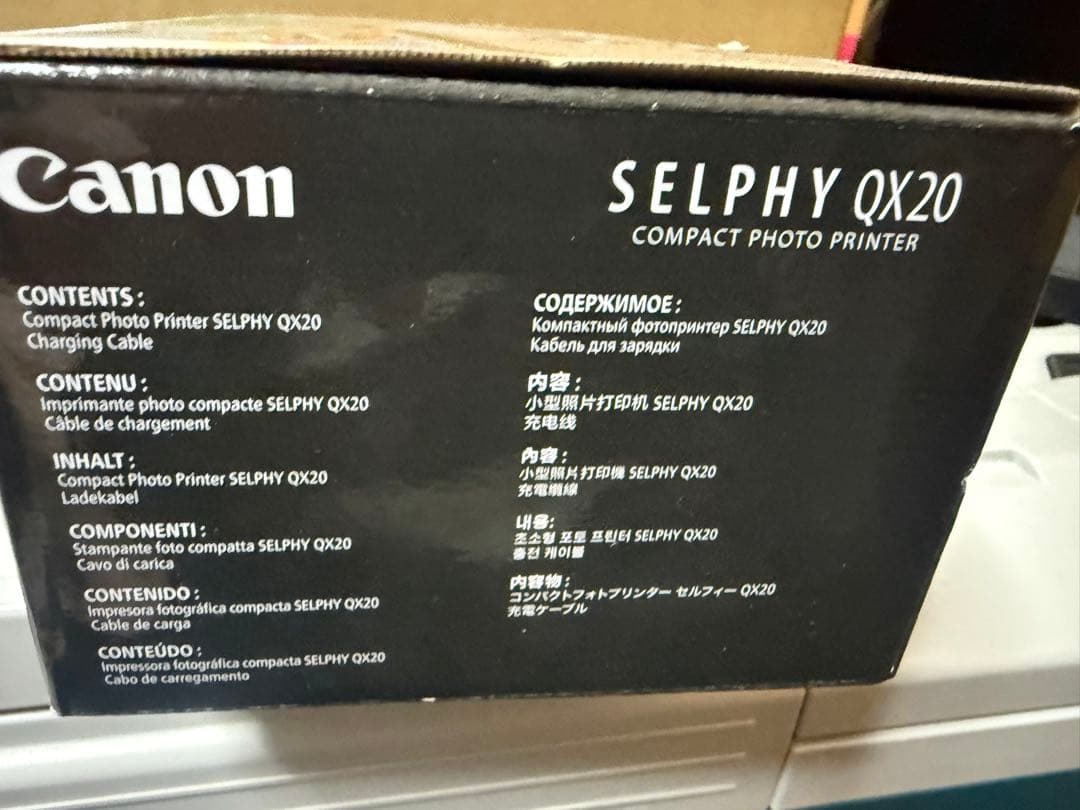 Canon
SELPHY QX20
COMPACT PHOTO PRINTER
CONTENTS :
Compact Photo Printer SELPHY QX20
Charging Cable
CONTENU :
Imprimante photo compacte SELPHY QX20
Câble de chargement
INHALT :
Compact Photo Printer SELPHY QX20
Ladekabel
COMPONENTI :
Stampante foto compatta SELPHY QX20
Cavo di carica
CONTENIDO :
Impresora fotográfica compacta SELPHY QX20
Cable de carga
CONTEÚDO :
Impressora fotográfica compacta SELPHY QX20
Cabo de carregamento
СОДЕРЖИМОЕ :
Компактный фотопринтер SELPHY QX20
Кабель для зарядки
内容 :
小型照片打印机 SELPHY QX20
充电线
內容 :
小型照片打印機 SELPHY QX20
充電纜線
내용:
초소형 포토 프린터 SELPHY QX20
충전 케이블
内容物 :
コンパクトフォトプリンター セルフィー QX20
充電ケーブル